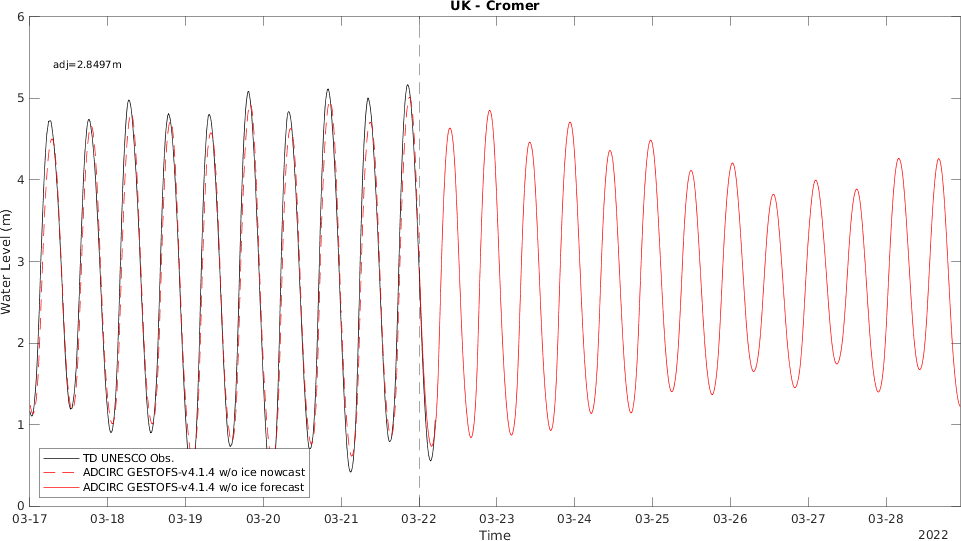 UK - Cromer
6
adj=2.8497m
5
4
3
2
1
0
Water Level (m)
TD UNESCO Obs.
ADCIRC GESTOFS-v4.1.4 w/o ice nowcast
ADCIRC GESTOFS-v4.1.4 w/o ice forecast
03-17 03-18 03-19 03-20 03-21 03-22 03-23 03-24 03-25 03-26 03-27 03-28
Time
2022